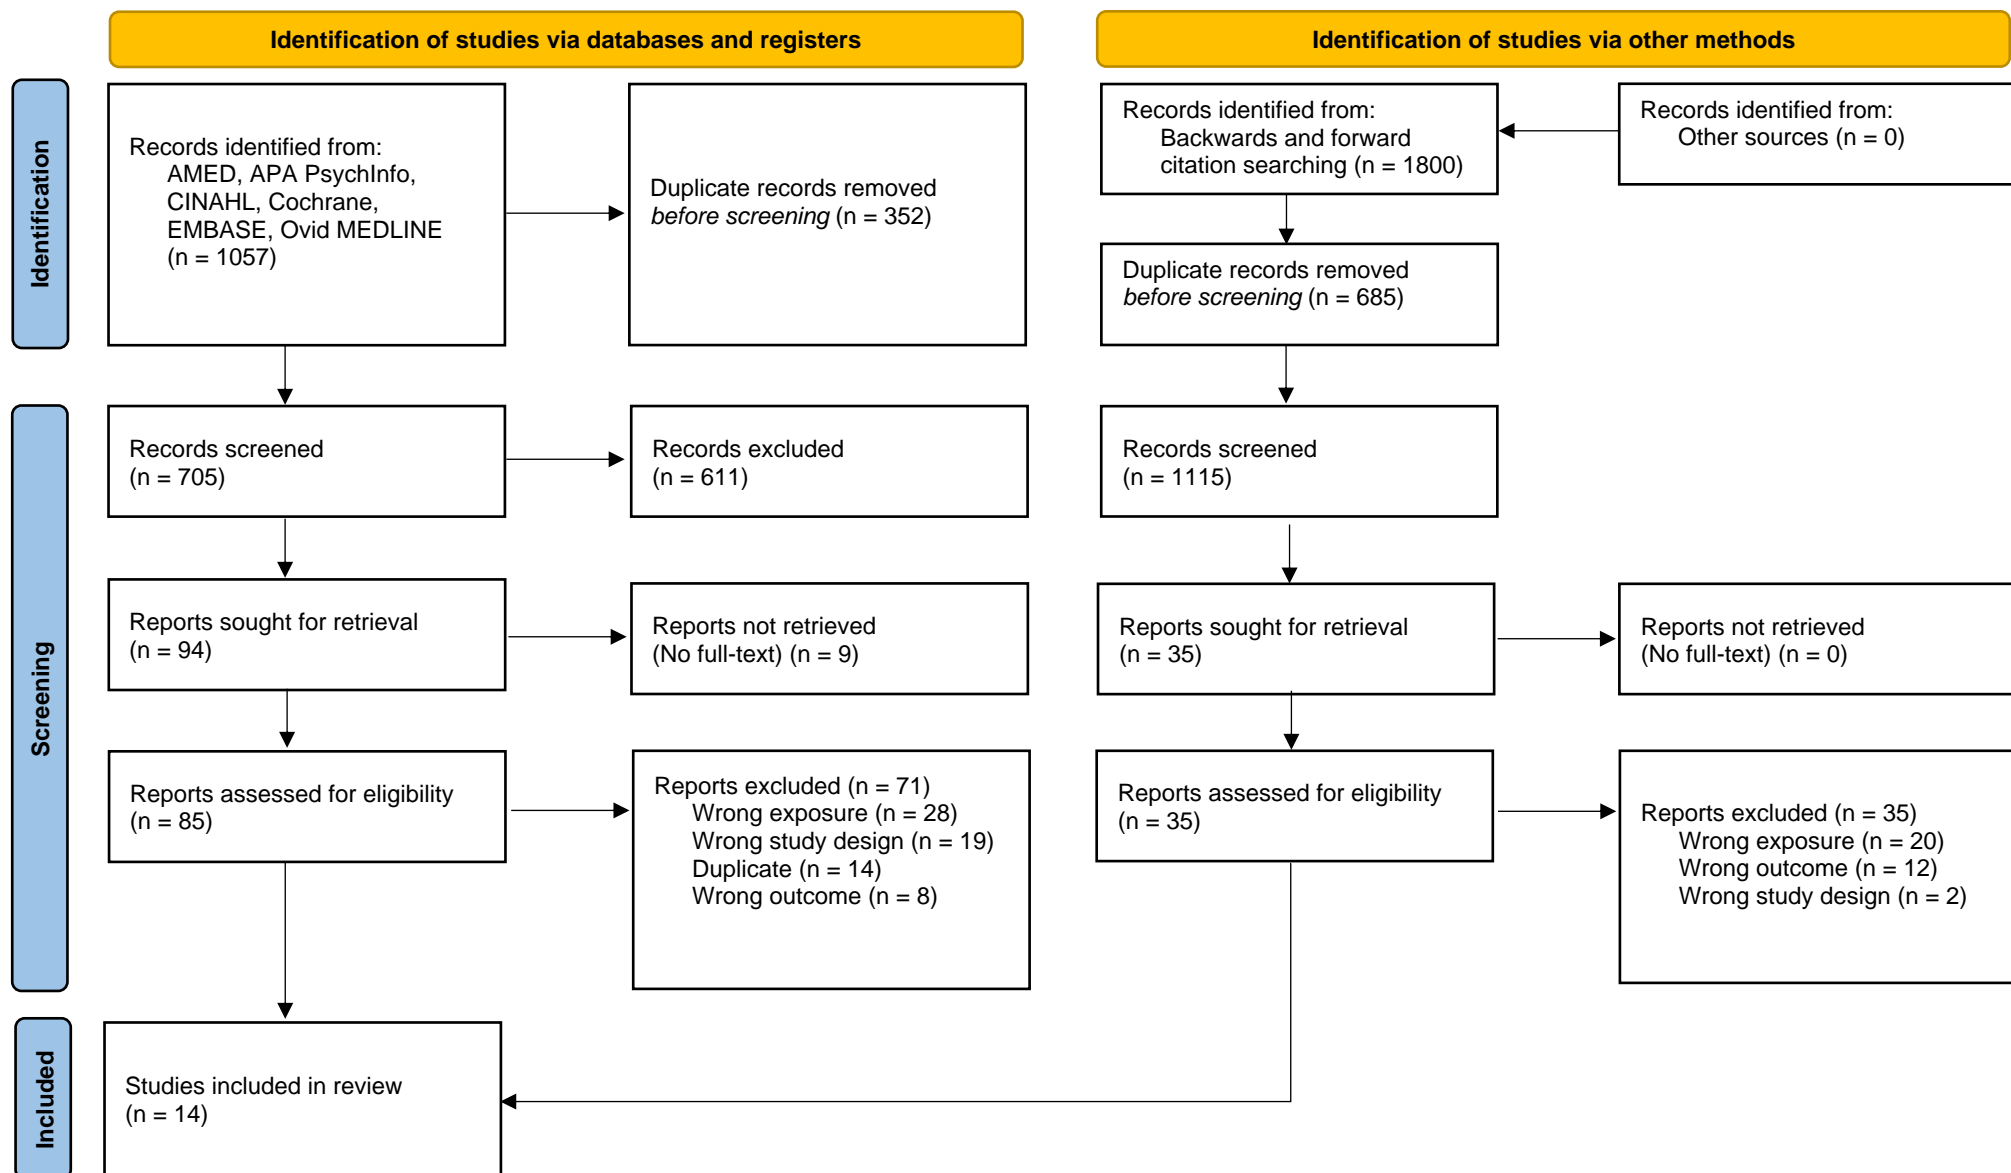 Identification of studies via databases and registers
Identification of studies via other methods
Identification
Records identified from:
AMED, APA PsychInfo,
CINAHL, Cochrane,
EMBASE, Ovid MEDLINE
(n = 1057)
Duplicate records removed
before screening (n = 352)
Records identified from:
Backwards and forward
citation searching (n = 1800)
Records identified from:
Other sources (n = 0)
Duplicate records removed
before screening (n = 685)
Screening
Records screened
(n = 705)
Records excluded
(n = 611)
Records screened
(n = 1115)
Reports sought for retrieval
(n = 94)
Reports not retrieved
(No full-text) (n = 9)
Reports sought for retrieval
(n = 35)
Reports not retrieved
(No full-text) (n = 0)
Reports assessed for eligibility
(n = 85)
Reports excluded (n = 71)
Wrong exposure (n = 28)
Wrong study design (n = 19)
Duplicate (n = 14)
Wrong outcome (n = 8)
Reports assessed for eligibility
(n = 35)
Reports excluded (n = 35)
Wrong exposure (n = 20)
Wrong outcome (n = 12)
Wrong study design (n = 2)
Included
Studies included in review
(n = 14)